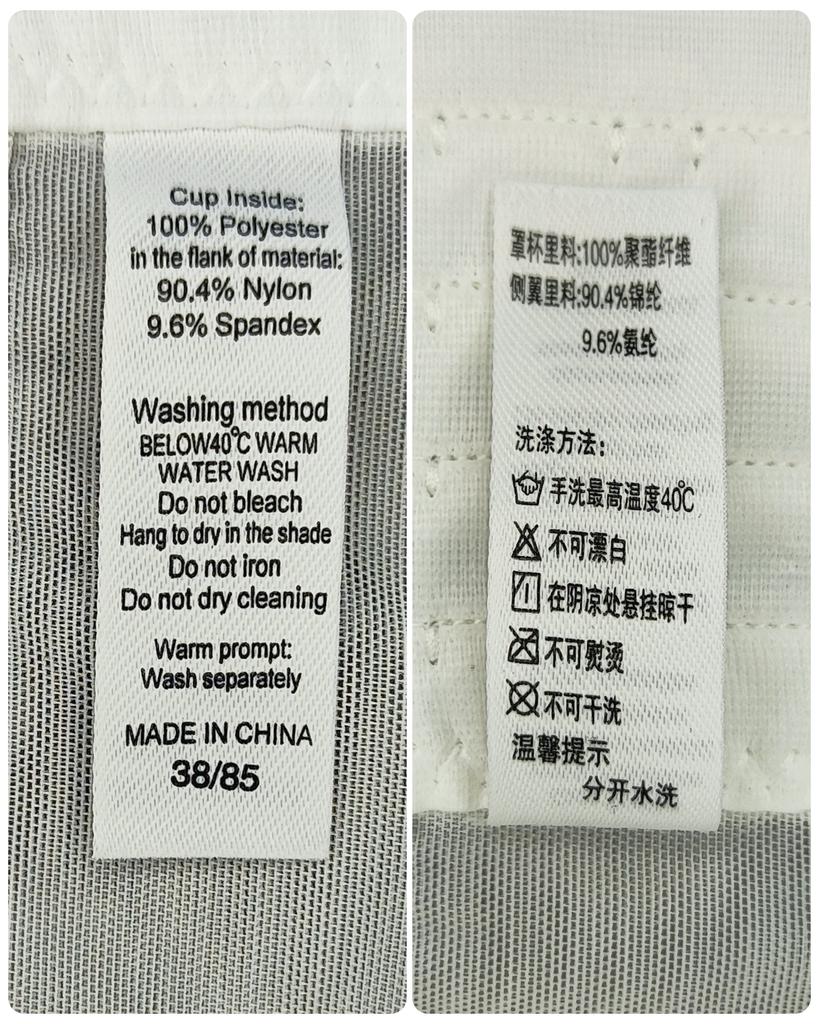 Cup Inside:
100% Polyester
in the flank of material:
90.4% Nylon
9.6% Spandex
Washing method
BELOW40℃ WARM
WATER WASH
Do not bleach
Hang to dry in the shade
Do not iron
Do not dry cleaning
Warm prompt:
Wash separately
MADE IN CHINA
38/85
罩杯里料:100%聚酯纤维
侧翼里料:90.4%锦纶
9.6%氨纶
洗涤方法:
手洗最高温度40℃
不可漂白
在阴凉处悬挂晾干
不可熨烫
不可干洗
温馨提示
分开水洗